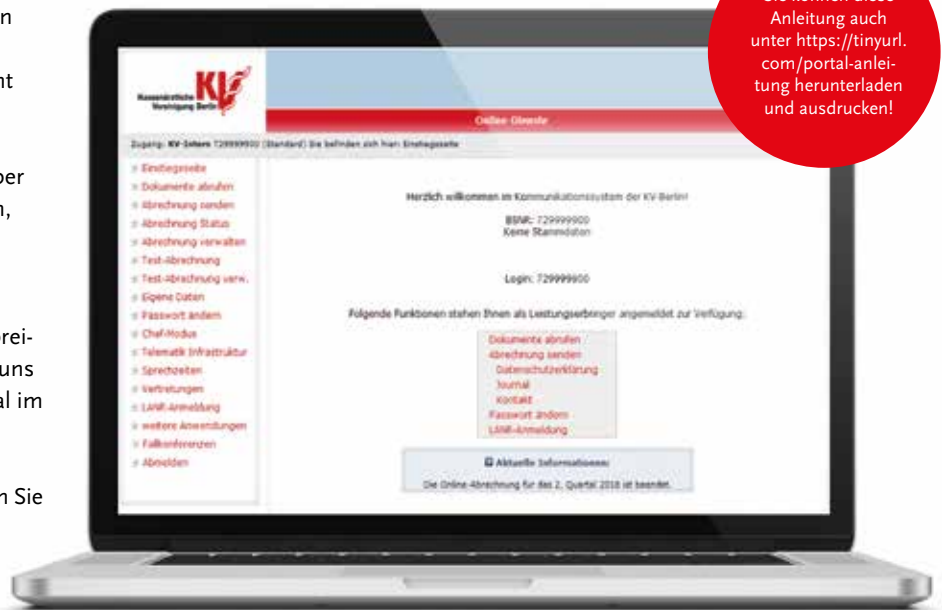 n
nt
ber
n,
brei-
uns
al im
n Sie
Sie können diese
Anleitung auch
unter https://tinyurl.
com/portal-anlei-
tung herunterladen
und ausdrucken!
Kassenärztliche
Vereinigung Berlin
KV
Online-Dienste
Zugang: KV-Intern 729999900 (Standard) Sie befinden sich hier: Einstiegsseite
Einstiegsseite
Dokumente abrufen
Abrechnung senden
Abrechnung Status
Abrechnung verwalten
Test-Abrechnung
Test-Abrechnung verw.
Eigene Daten
Passwort ändern
Chef-Modus
Telematik Infrastruktur
Sprechzeiten
Vertretungen
LANR-Anmeldung
weitere Anwendungen
Fallkonferenzen
Abmelden
Herzlich willkommen im Kommunikationssystem der KV-Berlin!
BSNR: 729999900
Keine Stammdaten
Login: 729999900
Folgende Funktionen stehen Ihnen als Leistungserbringer angemeldet zur Verfügung:
Dokumente abrufen
Abrechnung senden
Datenschutzerklärung
Journal
Kontakt
Passwort ändern
LANR-Anmeldung
Aktuelle Informationen:
Die Online-Abrechnung für das 2. Quartal 2018 ist beendet.